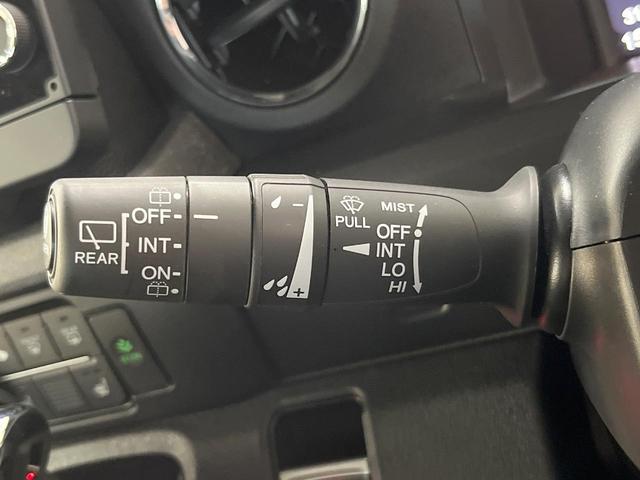 OFF
INT
ON
REAR
-
+
PULL
MIST
OFF
INT
LO
HI